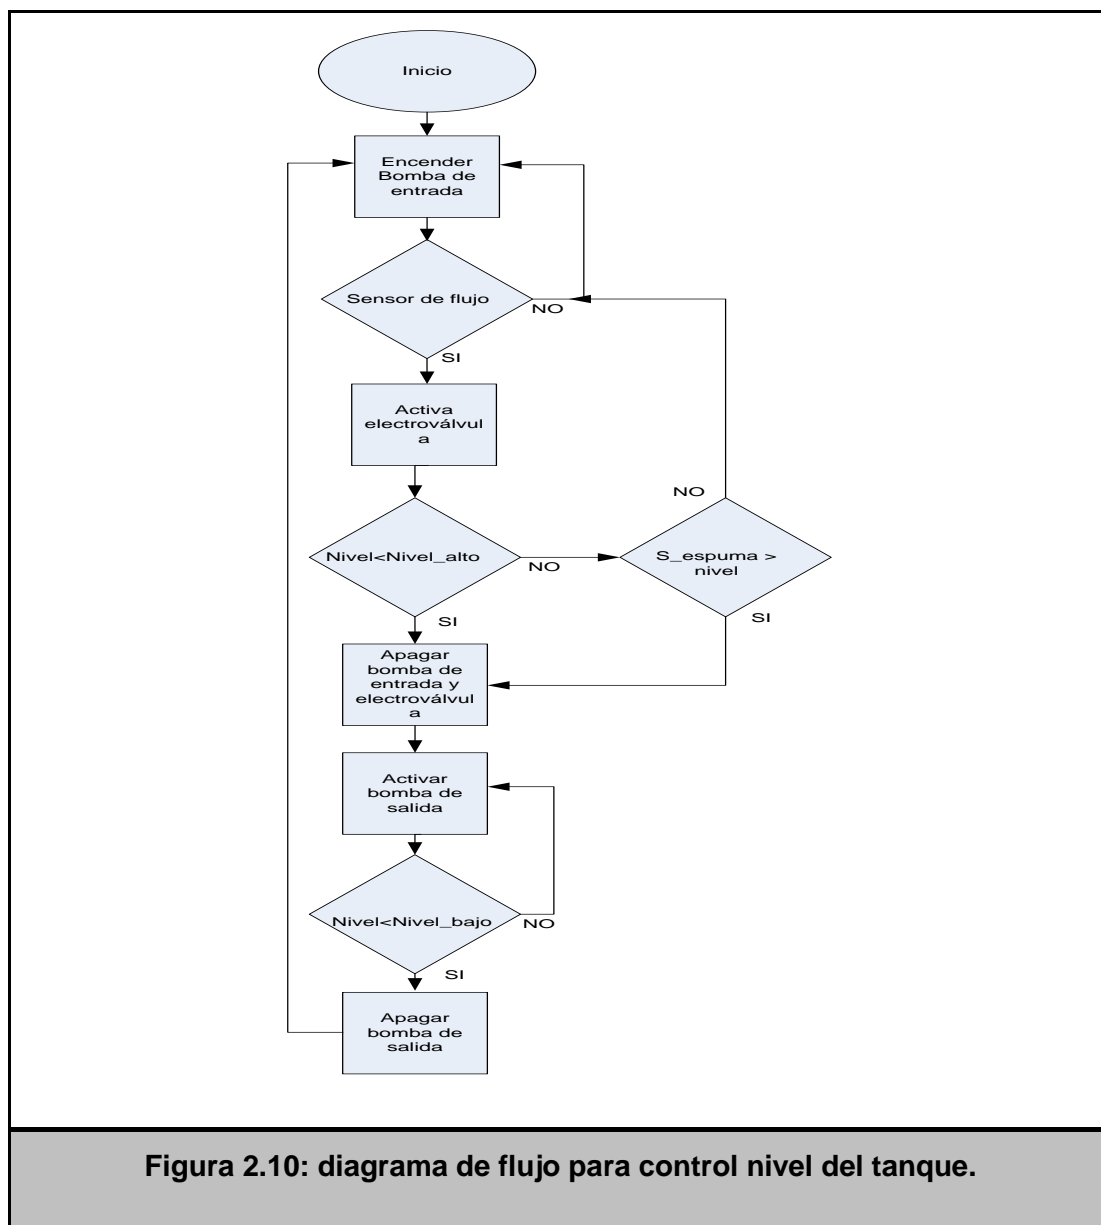 Inicio
Encender
Bomba de
entrada
Sensor de flujo
NO
SI
Activa
electroválvul
a
NO
Nivel<Nivel_alto
NO
S_espuma >
nivel
SI
SI
Apagar
bomba de
entrada y
electroválvul
a
Activar
bomba de
salida
Nivel<Nivel_bajo
NO
SI
Apagar
bomba de
salida
Figura 2.10: diagrama de flujo para control nivel del tanque.